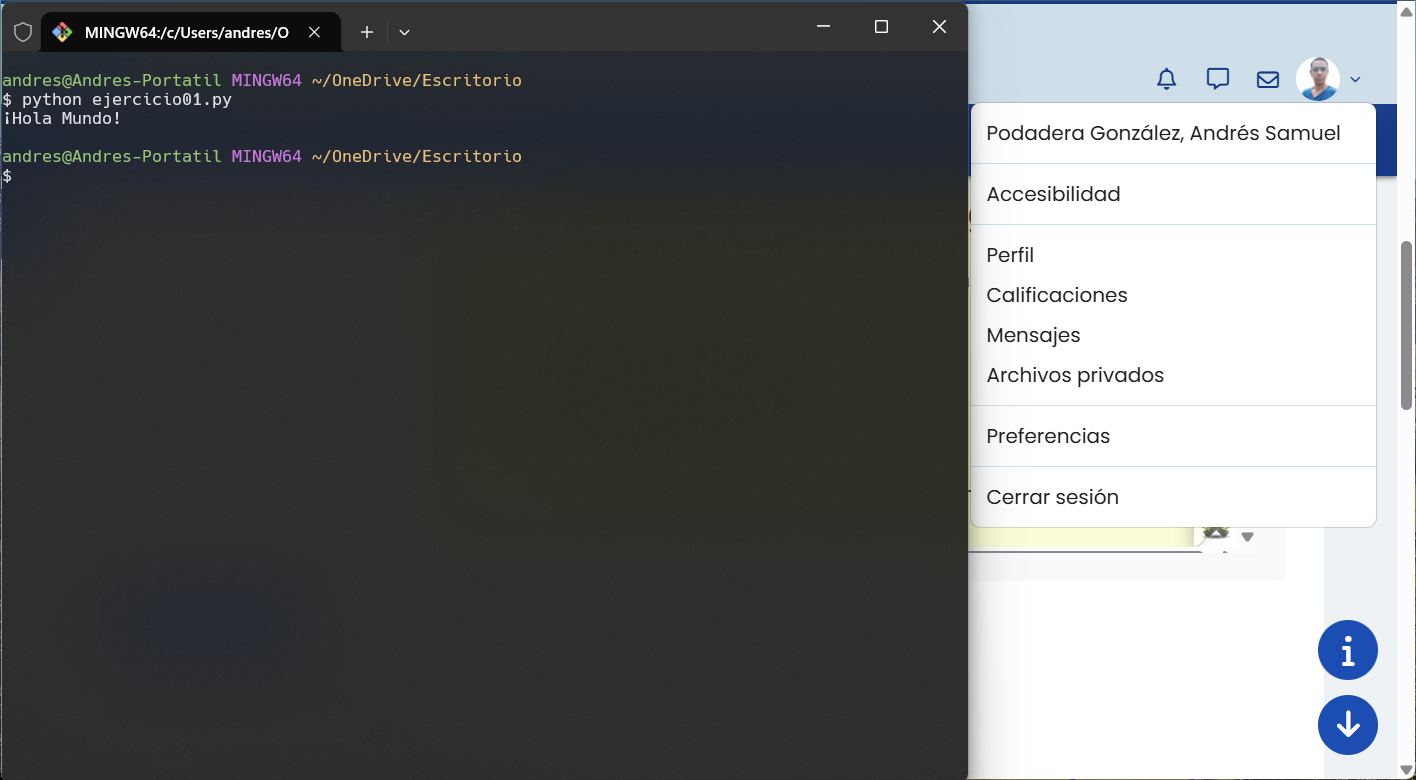 MINGW64:/c/Users/andres/O
andres@Andres-Portatil MINGW64 ~/OneDrive/Escritorio
$ python ejercicio01.py
¡Hola Mundo!
andres@Andres-Portatil MINGW64 ~/OneDrive/Escritorio
$
Podadera González, Andrés Samuel
Accesibilidad
Perfil
Calificaciones
Mensajes
Archivos privados
Preferencias
Cerrar sesión